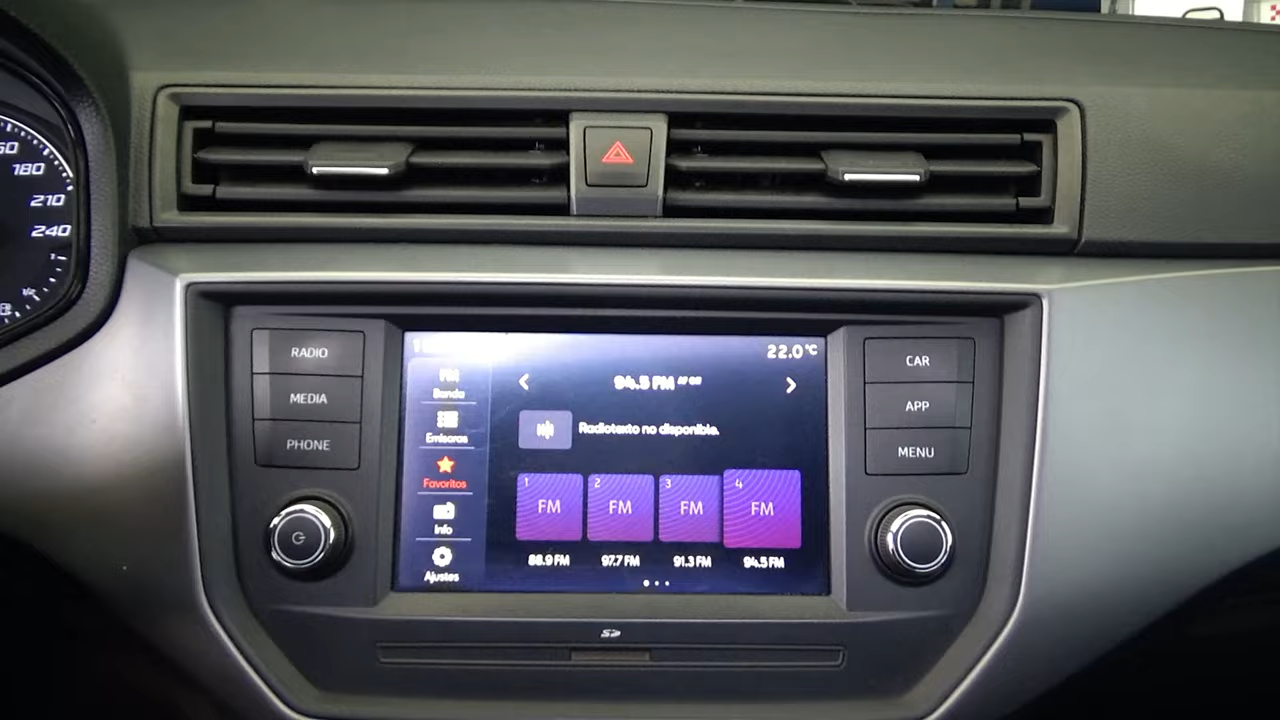 180
210
240
RADIO
MEDIA
PHONE
22.0°C
FM
Banda
Emisoras
Favoritos
Info
Ajustes
94.5 FM
Radiotexto no disponible.
1
FM
88.9 FM
2
FM
97.7 FM
3
FM
91.3 FM
4
FM
94.5 FM
CAR
APP
MENU
SD